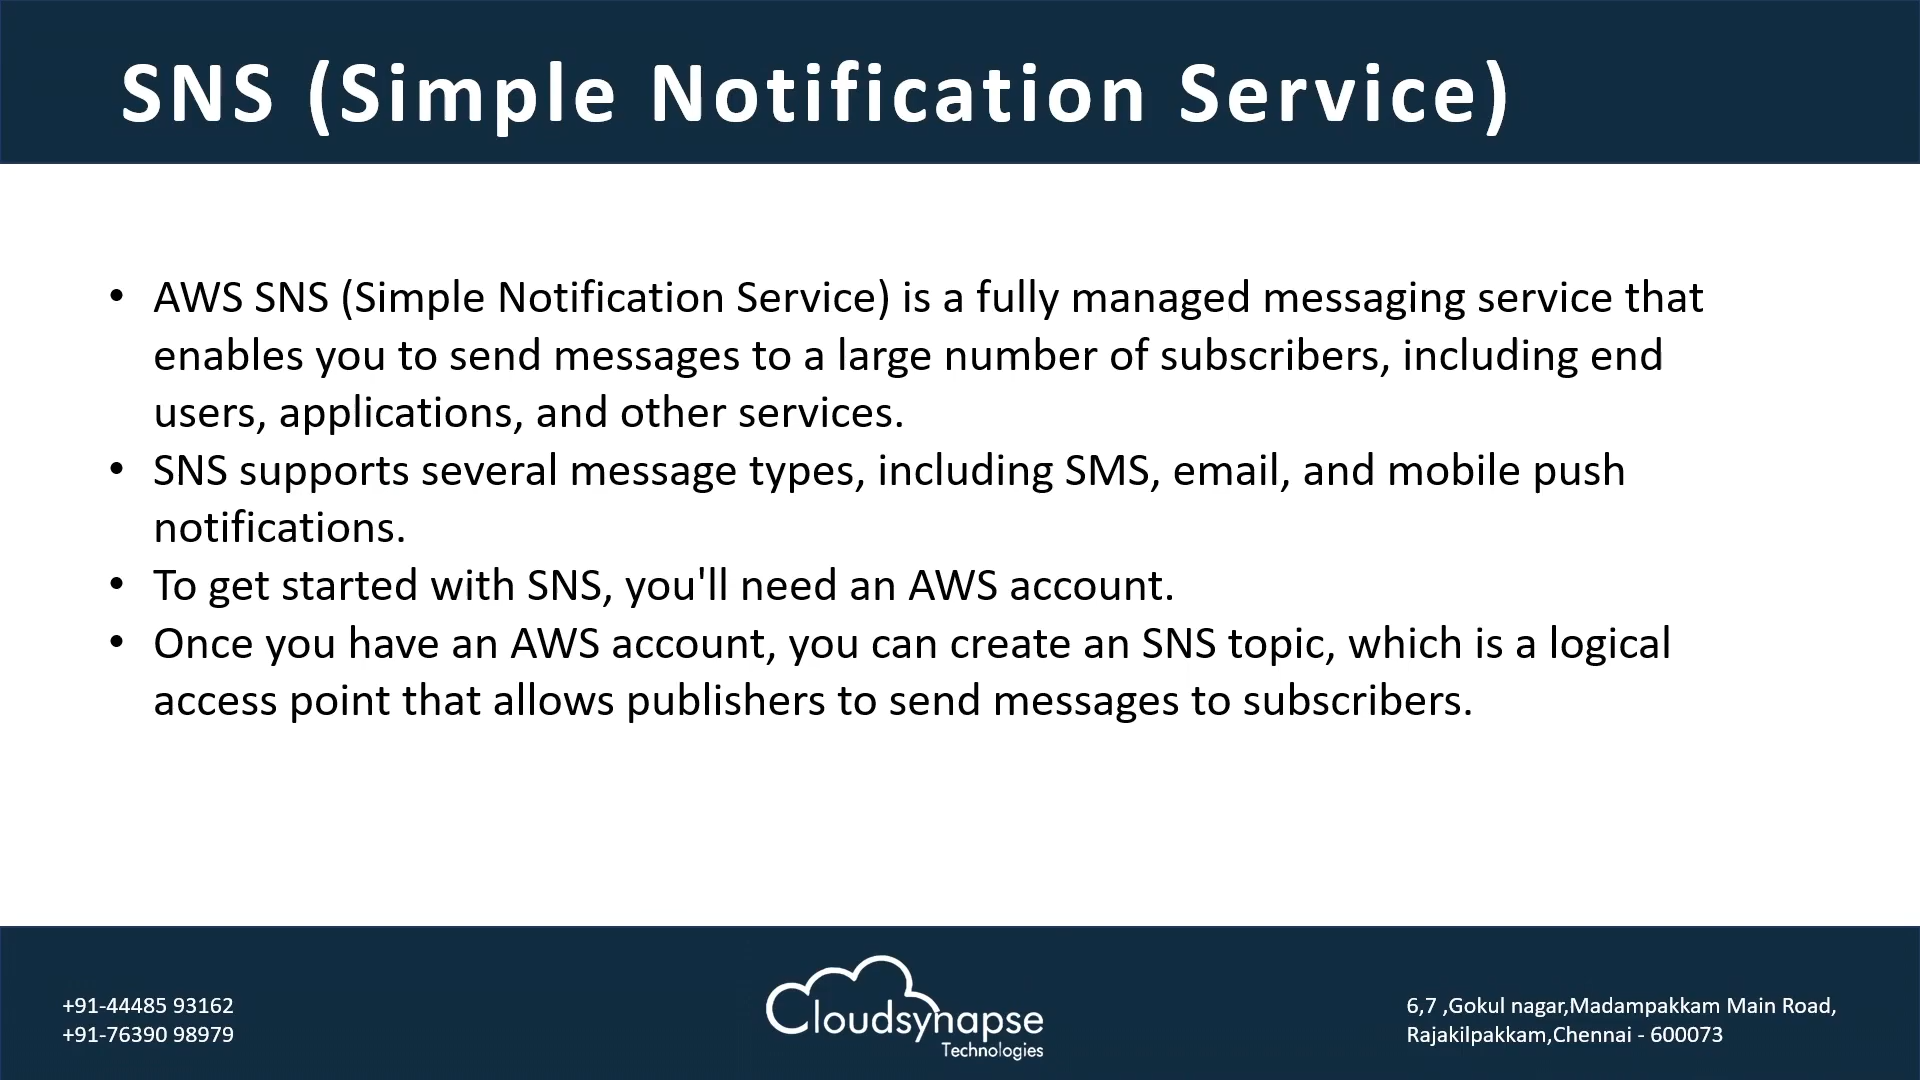 SNS (Simple Notification Service)
• AWS SNS (Simple Notification Service) is a fully managed messaging service that
enables you to send messages to a large number of subscribers, including end
users, applications, and other services.
• SNS supports several message types, including SMS, email, and mobile push
notifications.
• To get started with SNS, you'll need an AWS account.
• Once you have an AWS account, you can create an SNS topic, which is a logical
access point that allows publishers to send messages to subscribers.
+91-44485 93162
+91-76390 98979
Cloudsynapse
Technologies
6,7 ,Gokul nagar,Madampakkam Main Road,
Rajakilpakkam,Chennai - 600073